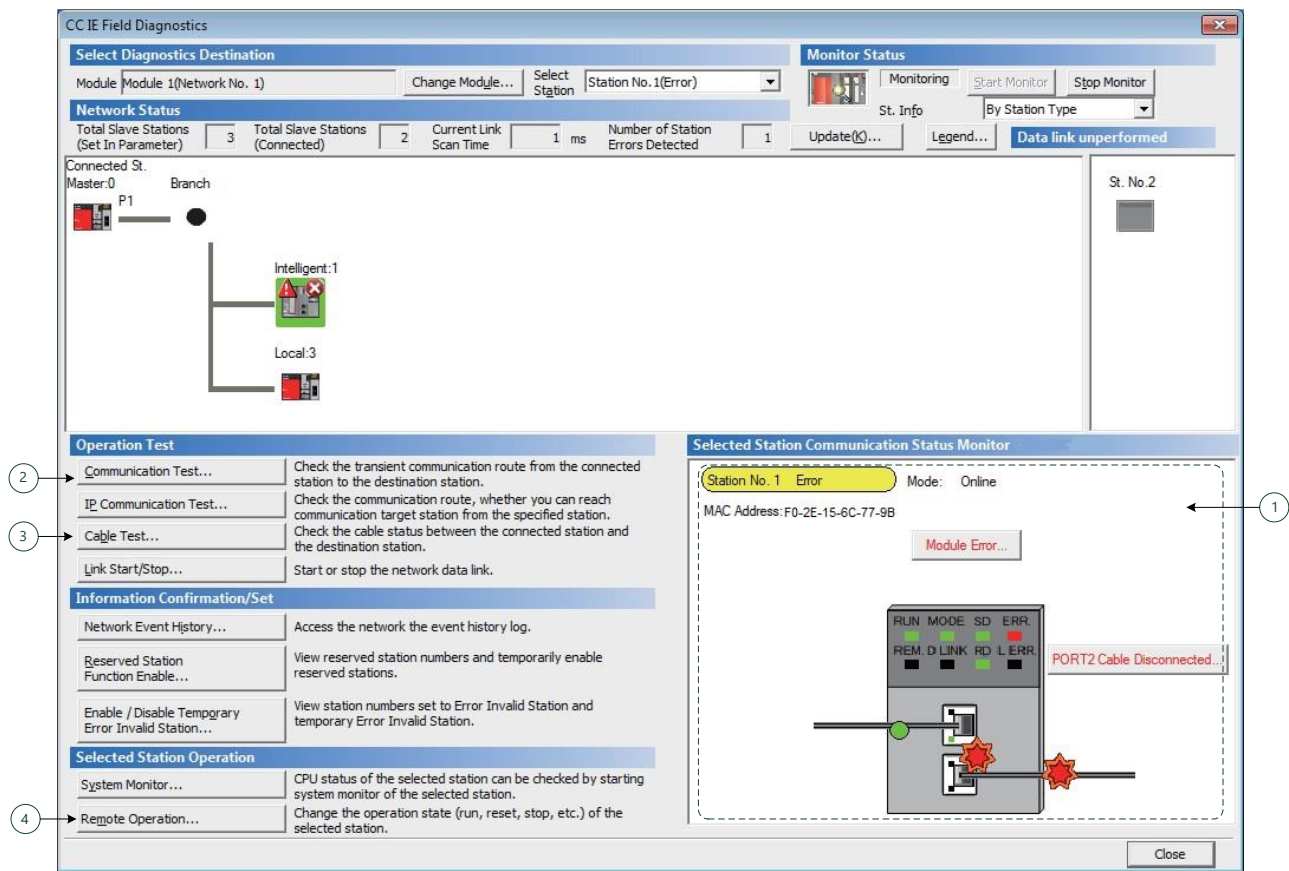 CC IE Field Diagnostics
Select Diagnostics Destination
Module Module 1(Network No. 1)
Change Module...
Select
Station
Station No.1(Error)
Monitor Status
Monitoring
Start Monitor
Stop Monitor
St. Info
By Station Type
Network Status
Total Slave Stations
(Set In Parameter)
3
Total Slave Stations
(Connected)
2
Current Link
Scan Time
1 ms
Number of Station
Errors Detected
1
Update(K)...
Legend...
Data link unperformed
Connected St.
Master:0
Branch
P1
Intelligent:1
Local:3
St. No.2
Operation Test
2
Communication Test...
Check the transient communication route from the connected
station to the destination station.
IP Communication Test...
Check the communication route, whether you can reach
communication target station from the specified station.
3
Cable Test...
Check the cable status between the connected station and
the destination station.
Link Start/Stop...
Start or stop the network data link.
Information Confirmation/Set
Network Event History...
Access the network the event history log.
Reserved Station
Function Enable...
View reserved station numbers and temporarily enable
reserved stations.
Enable / Disable Temporary
Error Invalid Station...
View station numbers set to Error Invalid Station and
temporary Error Invalid Station.
Selected Station Operation
System Monitor...
CPU status of the selected station can be checked by starting
system monitor of the selected station.
4
Remote Operation...
Change the operation state (run, reset, stop, etc.) of the
selected station.
Selected Station Communication Status Monitor
Station No. 1 Error
Mode: Online
1
MAC Address:F0-2E-15-6C-77-9B
Module Error...
RUN MODE SD ERR.
REM. D LINK RD L ERR.
PORT2 Cable Disconnected...
Close